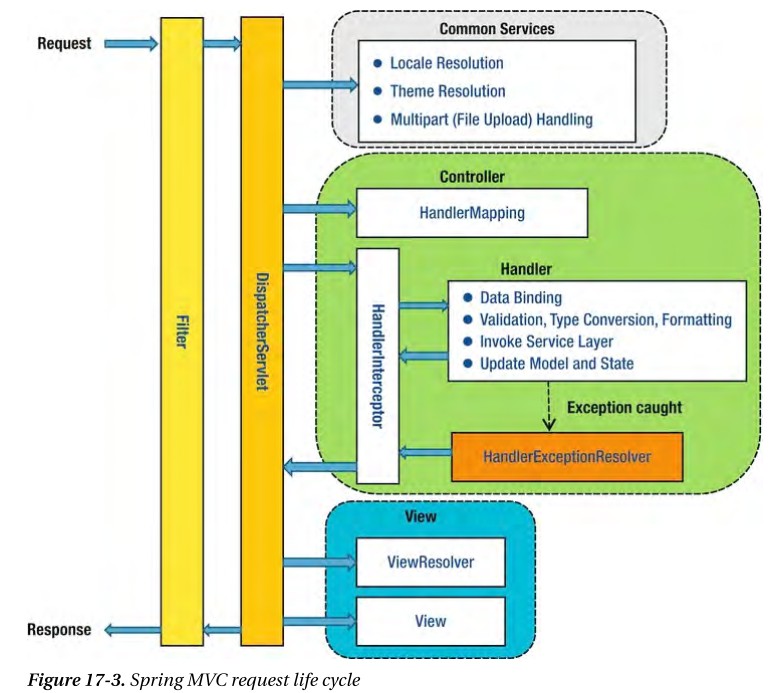 Request
Common Services
Locale Resolution
Theme Resolution
Multipart (File Upload) Handling
Controller
HandlerMapping
Filter
DispatcherServlet
HandlerInterceptor
Handler
Data Binding
Validation, Type Conversion, Formatting
Invoke Service Layer
Update Model and State
Exception caught
HandlerExceptionResolver
View
ViewResolver
View
Response
Figure 17-3. Spring MVC request life cycle